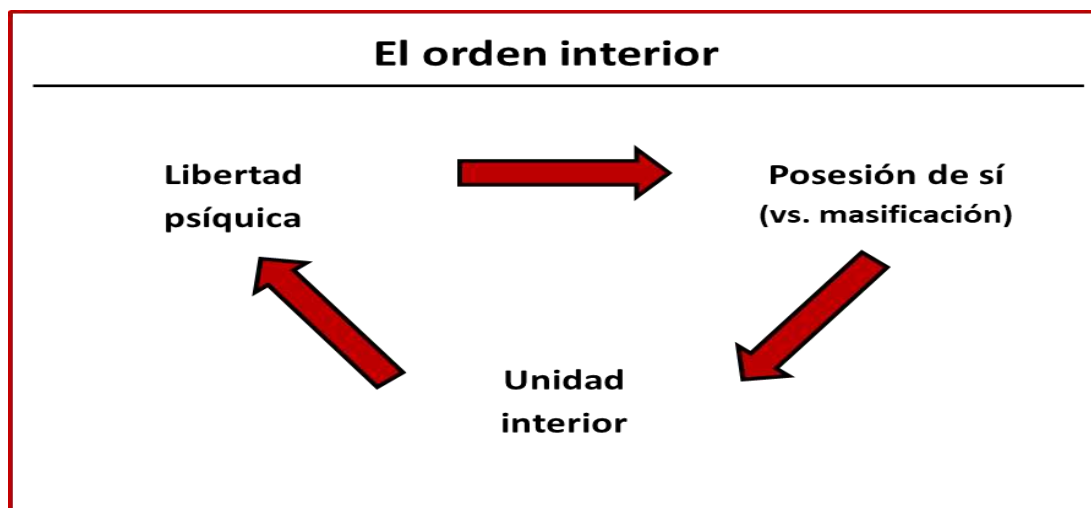 El orden interior
Libertad
psíquica
Posesión de sí
(vs. masificación)
Unidad
interior